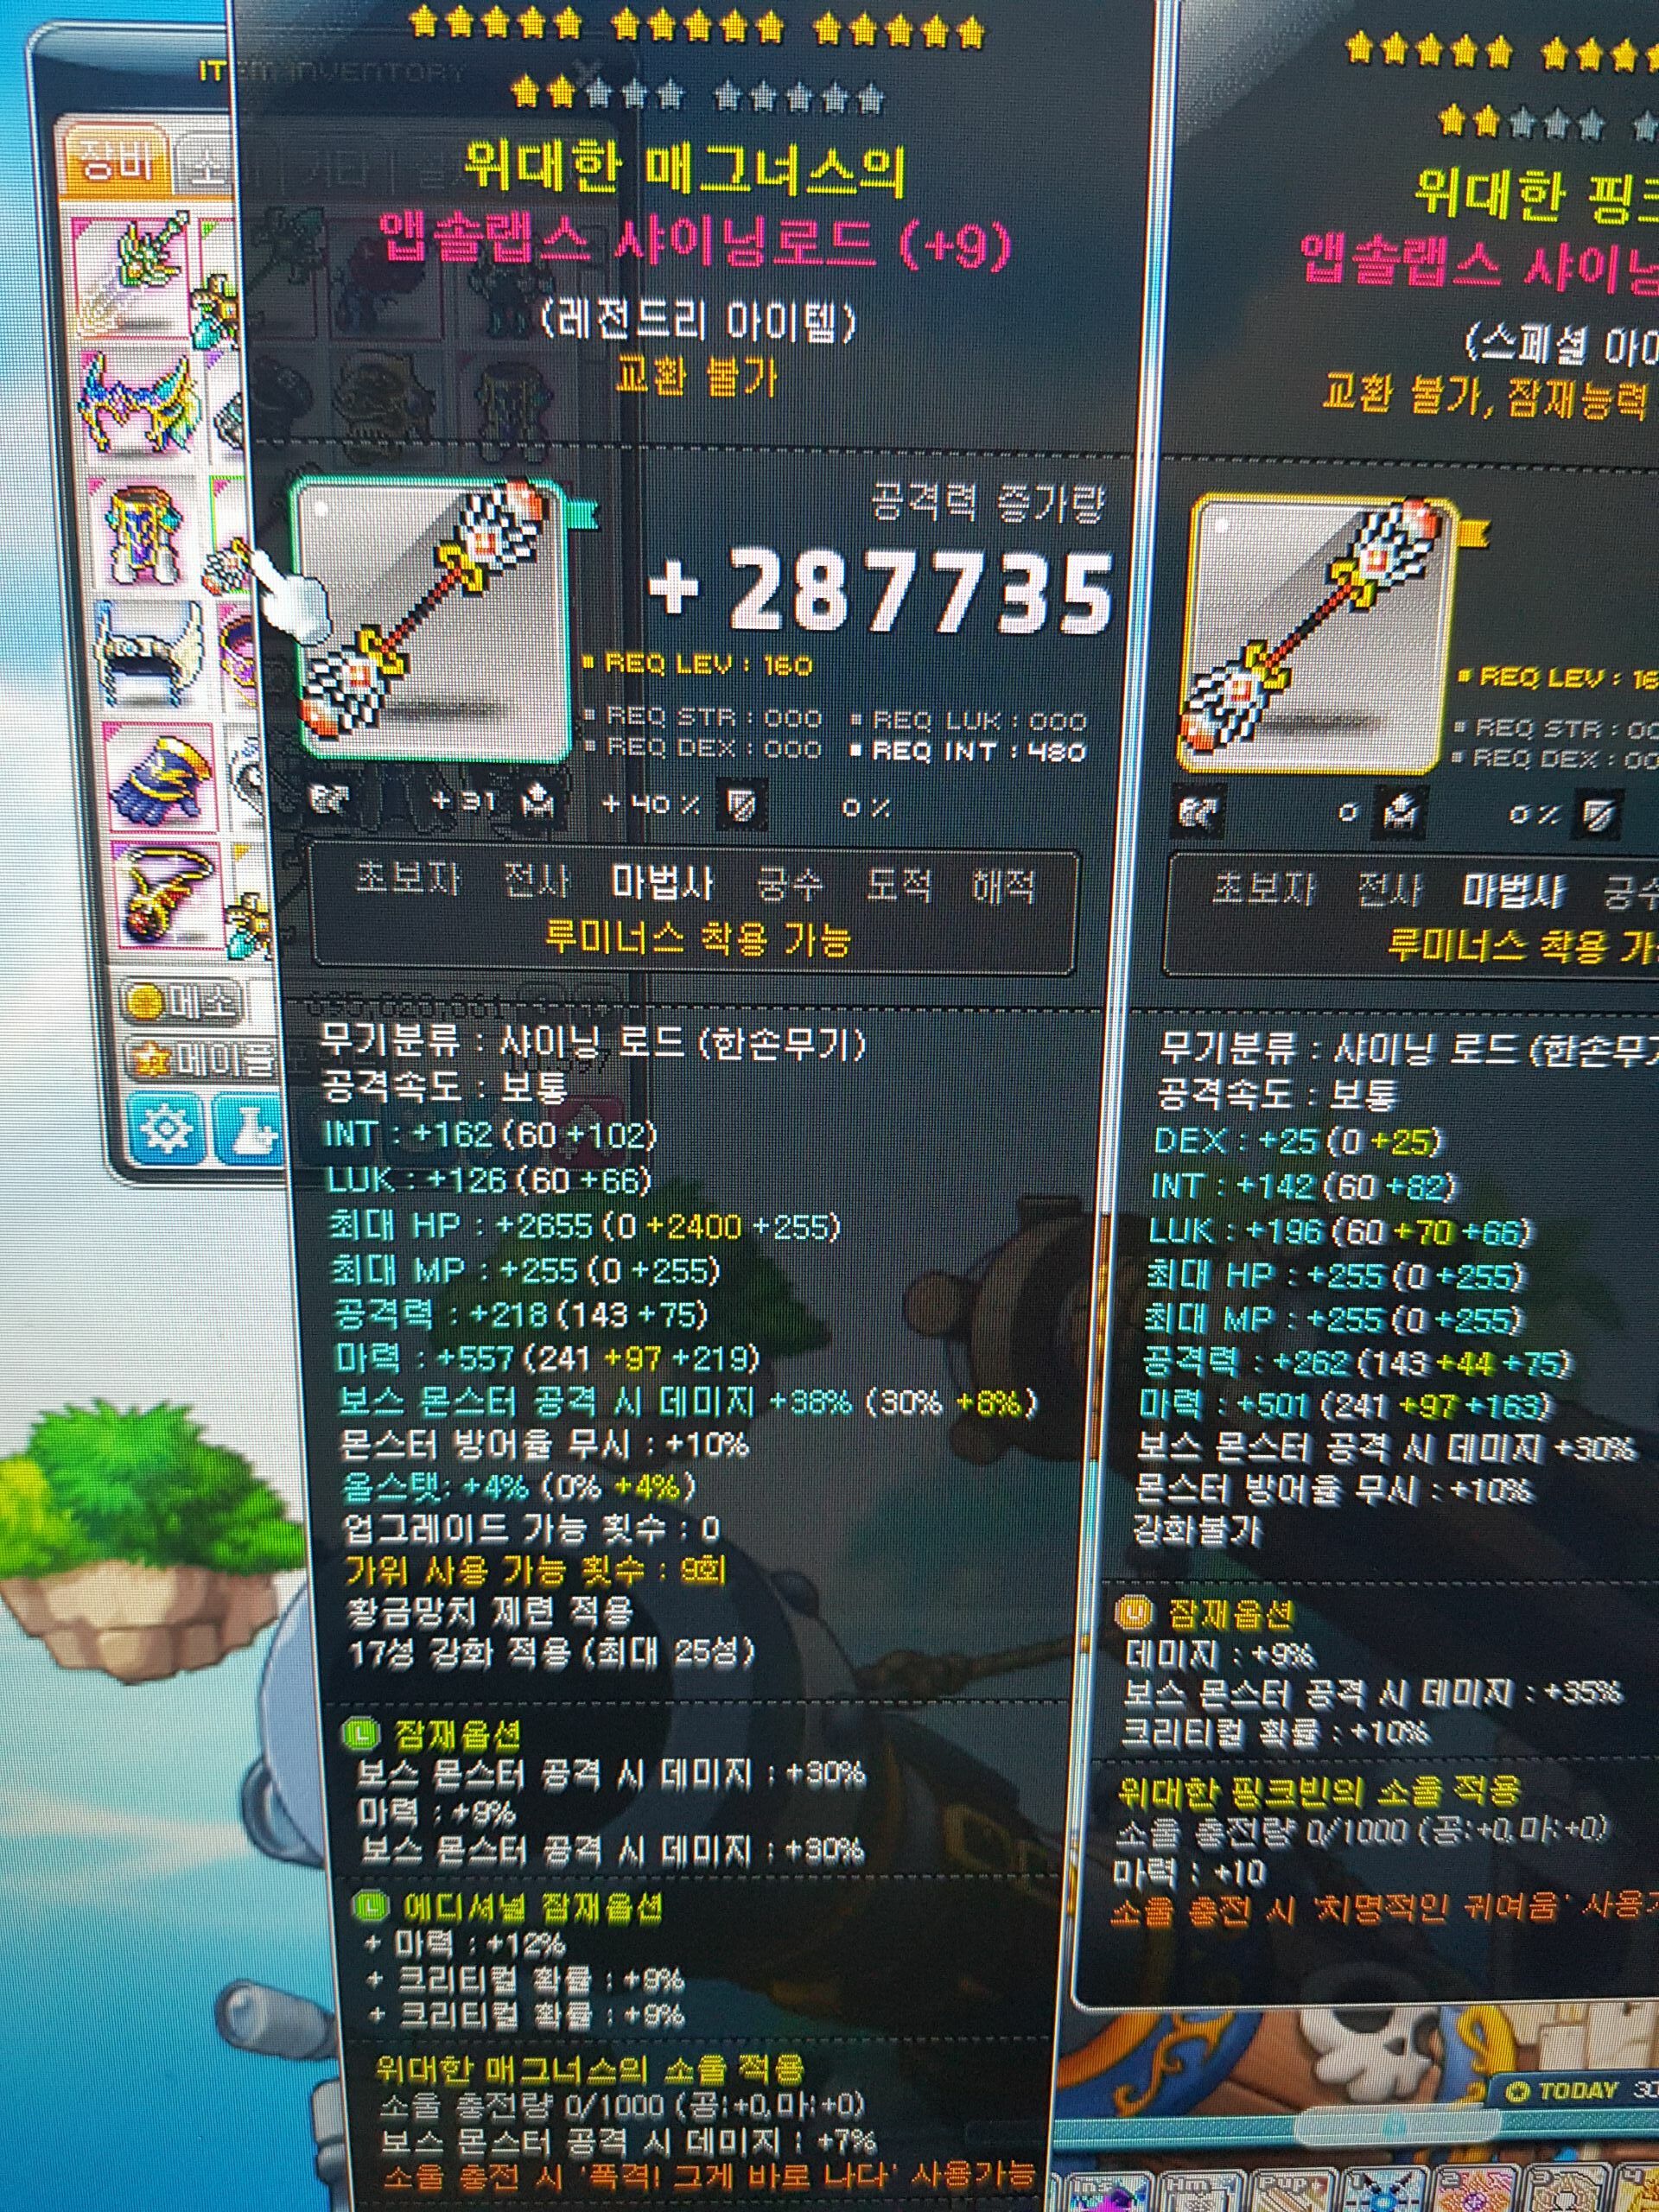 장비
위대한 매그너스의
앱솔랩스 샤이닝로드 (+9)
(레전드리 아이템)
교환 불가
공격력 증가량
+ 287735
REQ LEV : 160
REQ STR : 000 REQ LUK : 000
REQ DEX : 000 REQ INT : 480
+ 31 + 40 % 0 %
초보자 전사 마법사 궁수 도적 해적
루미너스 착용 가능
메소
무기분류 : 샤이닝 로드 (한손무기)
공격속도 : 보통
INT : +162 (60 +102)
LUK : +126 (60 +66)
최대 HP : +2655 (0 +2400 +255)
최대 MP : +255 (0 +255)
공격력 : +218 (143 +75)
마력 : +557 (241 +97 +219)
보스 몬스터 공격 시 데미지 +38% (30% +8%)
몬스터 방어율 무시 : +10%
올스탯: +4% (0% +4%)
업그레이드 가능 횟수 : 0
가위 사용 가능 횟수 : 9회
황금망치 제련 적용
17성 강화 적용 (최대 25성)
L 잠재옵션
보스 몬스터 공격 시 데미지 : +30%
마력 : +9%
보스 몬스터 공격 시 데미지 : +30%
L 에디셔널 잠재옵션
+ 마력 : +12%
+ 크리티컬 확률 : +9%
+ 크리티컬 확률 : +9%
위대한 매그너스의 소울 적용
소울 충전량 0/1000 (공:+0,마:+0)
보스 몬스터 공격 시 데미지 : +7%
소울 충전 시 '폭격! 그게 바로 나다' 사용가능
위대한 핑
앱솔랩스 샤이닝
(스페셜 아이
교환 불가, 잠재능력
REQ LEV : 16
REQ STR : 00
REQ DEX : 00
0 0 %
초보자 전사 마법사 궁수
루미너스 착용 가
무기분류 : 샤이닝 로드 (한손무기
공격속도 : 보통
DEX : +25 (0 +25)
INT : +142 (60 +82)
LUK : +196 (60 +70 +66)
최대 HP : +255 (0 +255)
최대 MP : +255 (0 +255)
공격력 : +262 (143 +44 +75)
마력 : +501 (241 +97 +163)
보스 몬스터 공격 시 데미지 +30%
몬스터 방어율 무시 : +10%
강화불가
잠재옵션
데미지 : +9%
보스 몬스터 공격 시 데미지 : +35%
크리티컬 확률 : +10%
위대한 핑크빈의 소울 적용
소울 충전량 0/1000 (공:+0,마:+0)
마력 : +10
소울 충전 시 '치명적인 귀여움' 사용가
TODAY
Ins Hm Pup